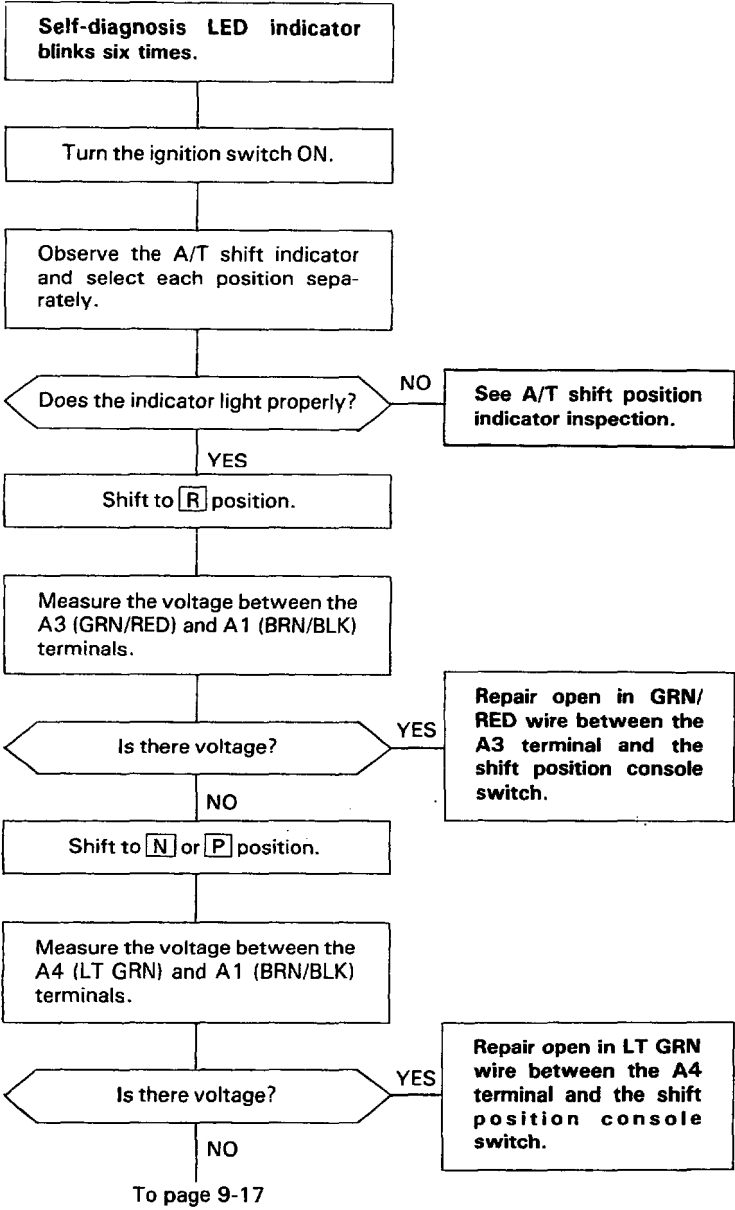 Self-diagnosis LED indicator
blinks six times.
Turn the ignition switch ON.
Observe the A/T shift indicator
and select each position sepa-
rately.
Does the indicator light properly?
NO
See A/T shift position
indicator inspection.
YES
Shift to R position.
Measure the voltage between the
A3 (GRN/RED) and A1 (BRN/BLK)
terminals.
Is there voltage?
YES
Repair open in GRN/
RED wire between the
A3 terminal and the
shift position console
switch.
NO
Shift to N or P position.
Measure the voltage between the
A4 (LT GRN) and A1 (BRN/BLK)
terminals.
Is there voltage?
YES
Repair open in LT GRN
wire between the A4
terminal and the shift
position console
switch.
NO
To page 9-17